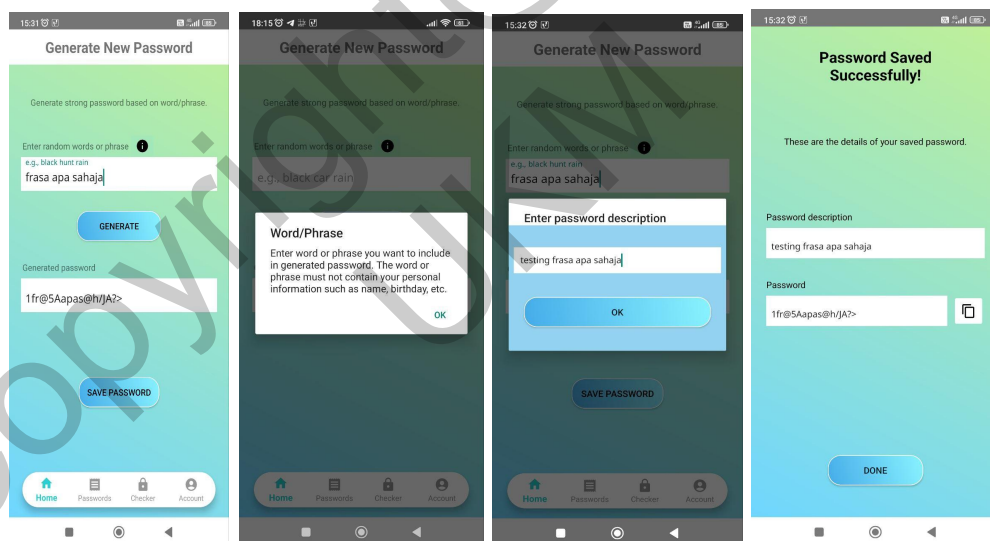 15:31
Generate New Password
Generate strong password based on word/phrase.
Enter random words or phrase
e.g., black hunt rain
frasa apa sahaja
GENERATE
Generated password
1fr@5Aapas@h/JA?>
SAVE PASSWORD
Home Passwords Checker Account
18:15
Generate New Password
Generate strong password based on word/phrase.
Enter random words or phrase
e.g., black car rain
Word/Phrase
Enter word or phrase you want to include
in generated password. The word or
phrase must not contain your personal
information such as name, birthday, etc.
OK
Home Passwords Checker Account
15:32
Generate New Password
Generate strong password based on word/phrase.
Enter random words or phrase
e.g., black hunt rain
frasa apa sahaja
Enter password description
testing frasa apa sahaja
OK
SAVE PASSWORD
Home Passwords Checker Account
15:32
Password Saved
Successfully!
These are the details of your saved password.
Password description
testing frasa apa sahaja
Password
1fr@5Aapas@h/JA?>
DONE
Copyright
UKM